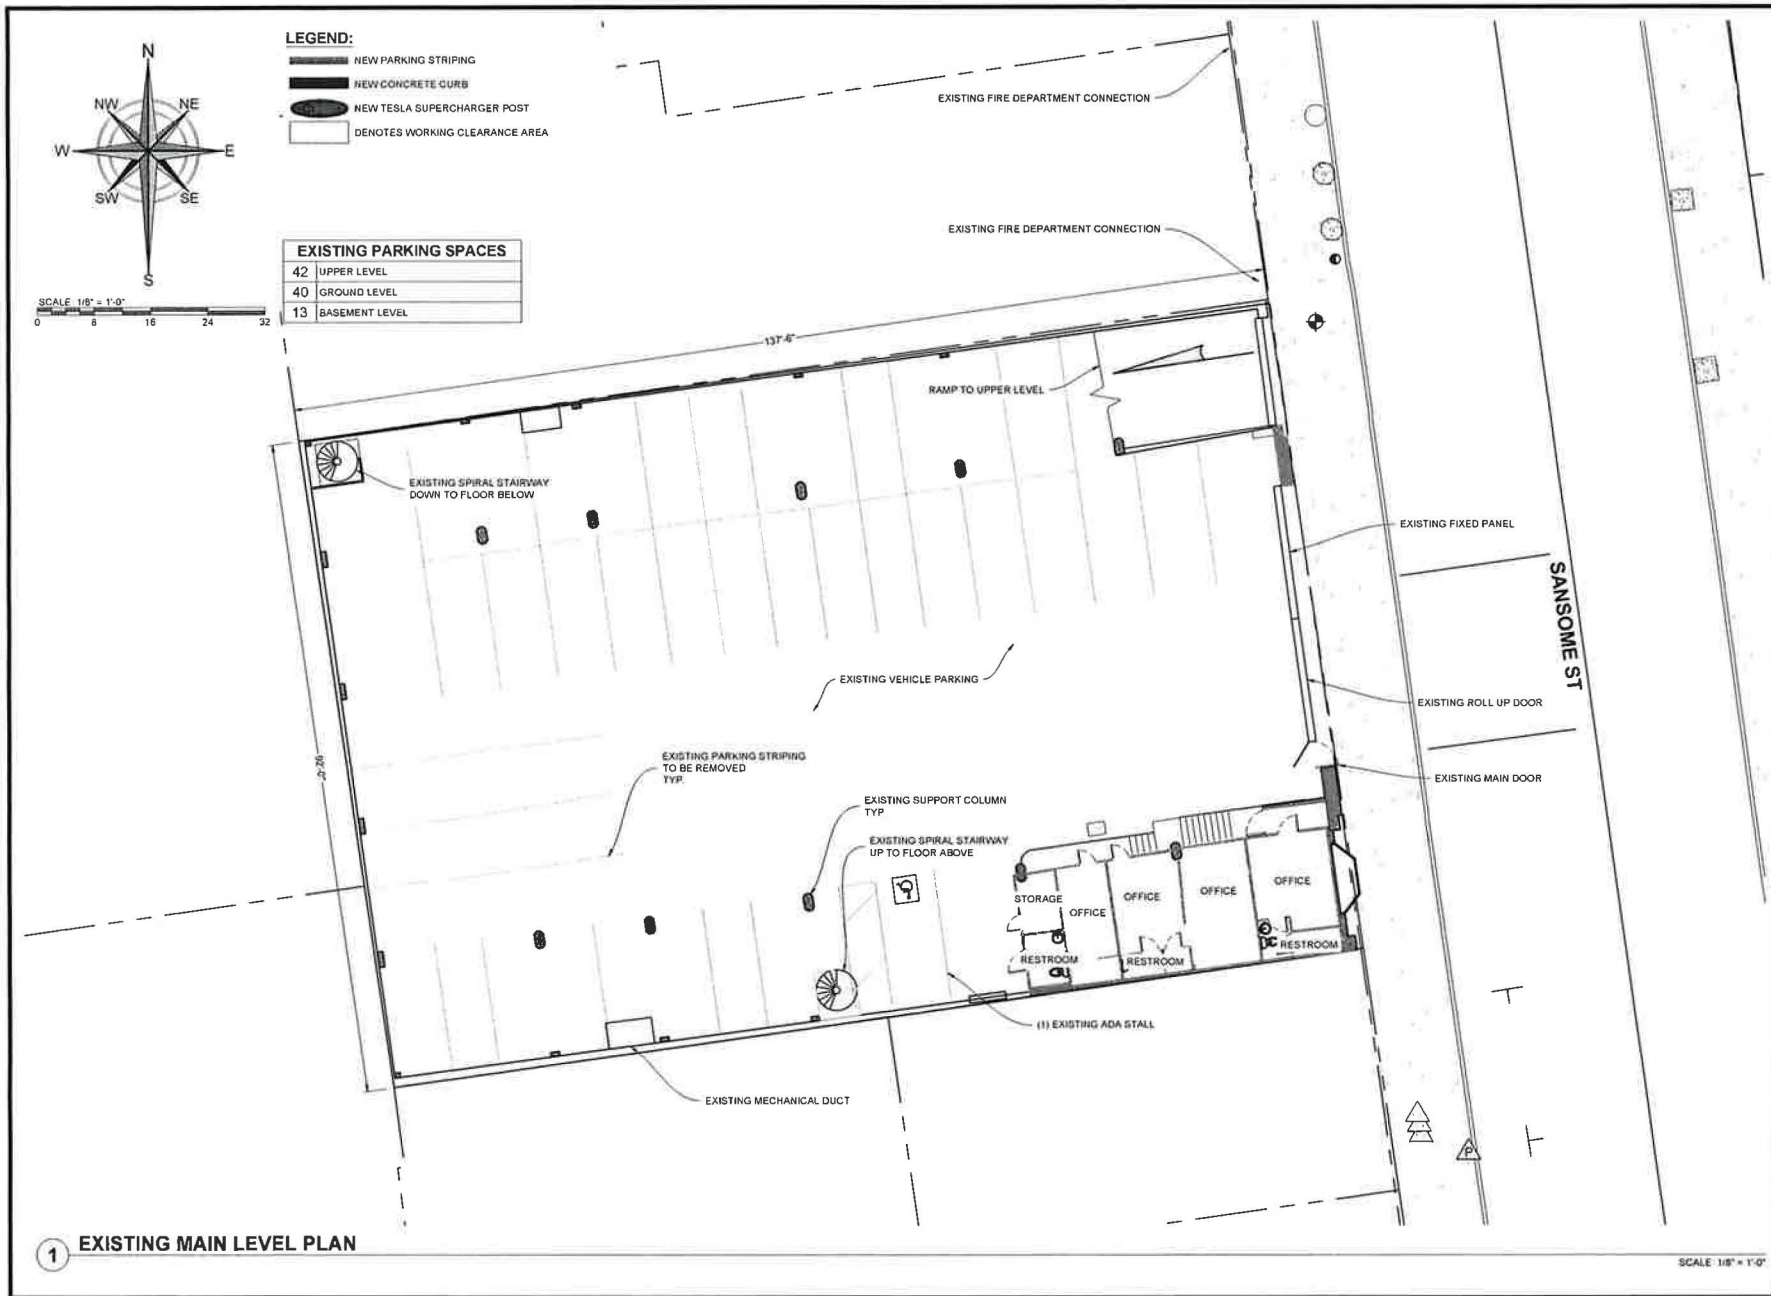 N
NW
NE
W
E
SW
SE
S
LEGEND:
NEW PARKING STRIPING
NEW CONCRETE CURB
NEW TESLA SUPERCHARGER POST
DENOTES WORKING CLEARANCE AREA
EXISTING PARKING SPACES
42 UPPER LEVEL
40 GROUND LEVEL
13 BASEMENT LEVEL
SCALE 1/8" = 1'-0"
0 8 16 24 32
EXISTING FIRE DEPARTMENT CONNECTION
EXISTING FIRE DEPARTMENT CONNECTION
137'-6"
RAMP TO UPPER LEVEL
EXISTING SPIRAL STAIRWAY
DOWN TO FLOOR BELOW
EXISTING FIXED PANEL
SANSOME ST
EXISTING VEHICLE PARKING
EXISTING ROLL UP DOOR
92'-0"
EXISTING PARKING STRIPING
TO BE REMOVED
TYP.
EXISTING MAIN DOOR
EXISTING SUPPORT COLUMN
TYP
EXISTING SPIRAL STAIRWAY
UP TO FLOOR ABOVE
STORAGE
OFFICE
OFFICE
OFFICE
OFFICE
RESTROOM
RESTROOM
RESTROOM
(1) EXISTING ADA STALL
EXISTING MECHANICAL DUCT
P
1 EXISTING MAIN LEVEL PLAN
SCALE: 1/8" = 1'-0"